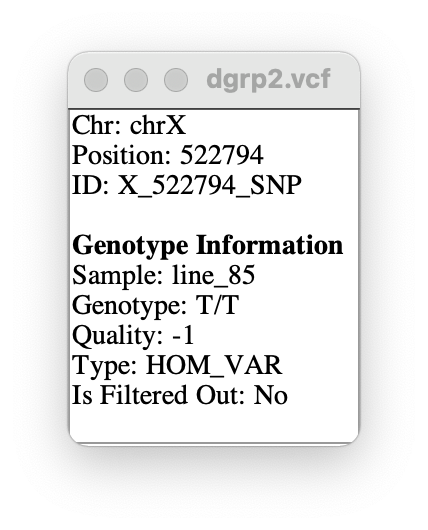 dgrp2.vcf
Chr: chrX
Position: 522794
ID: X_522794_SNP
Genotype Information
Sample: line_85
Genotype: T/T
Quality: -1
Type: HOM_VAR
Is Filtered Out: No